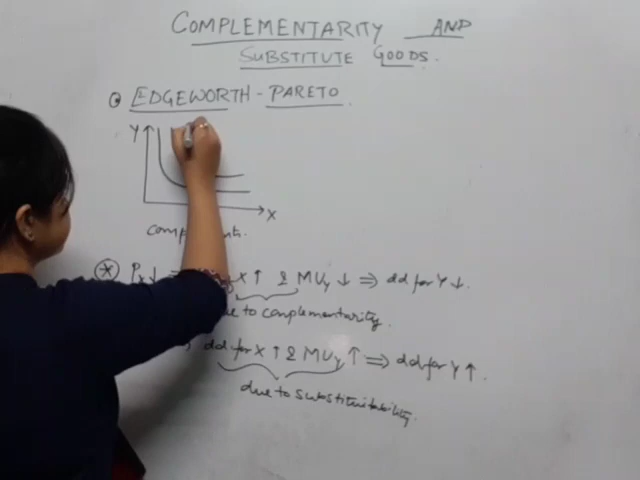 COMPLEMENTARITY AND
SUBSTITUTE GOODS.
EDGEWORTH - PARETO
Y
X
Px↓ ⇒ X↑ & MUy ↓ ⇒ dd for Y ↓.
to complementarity.
dd for X ↑ & MUy ↑ ⇒ dd for Y ↑.
due to substitutability.